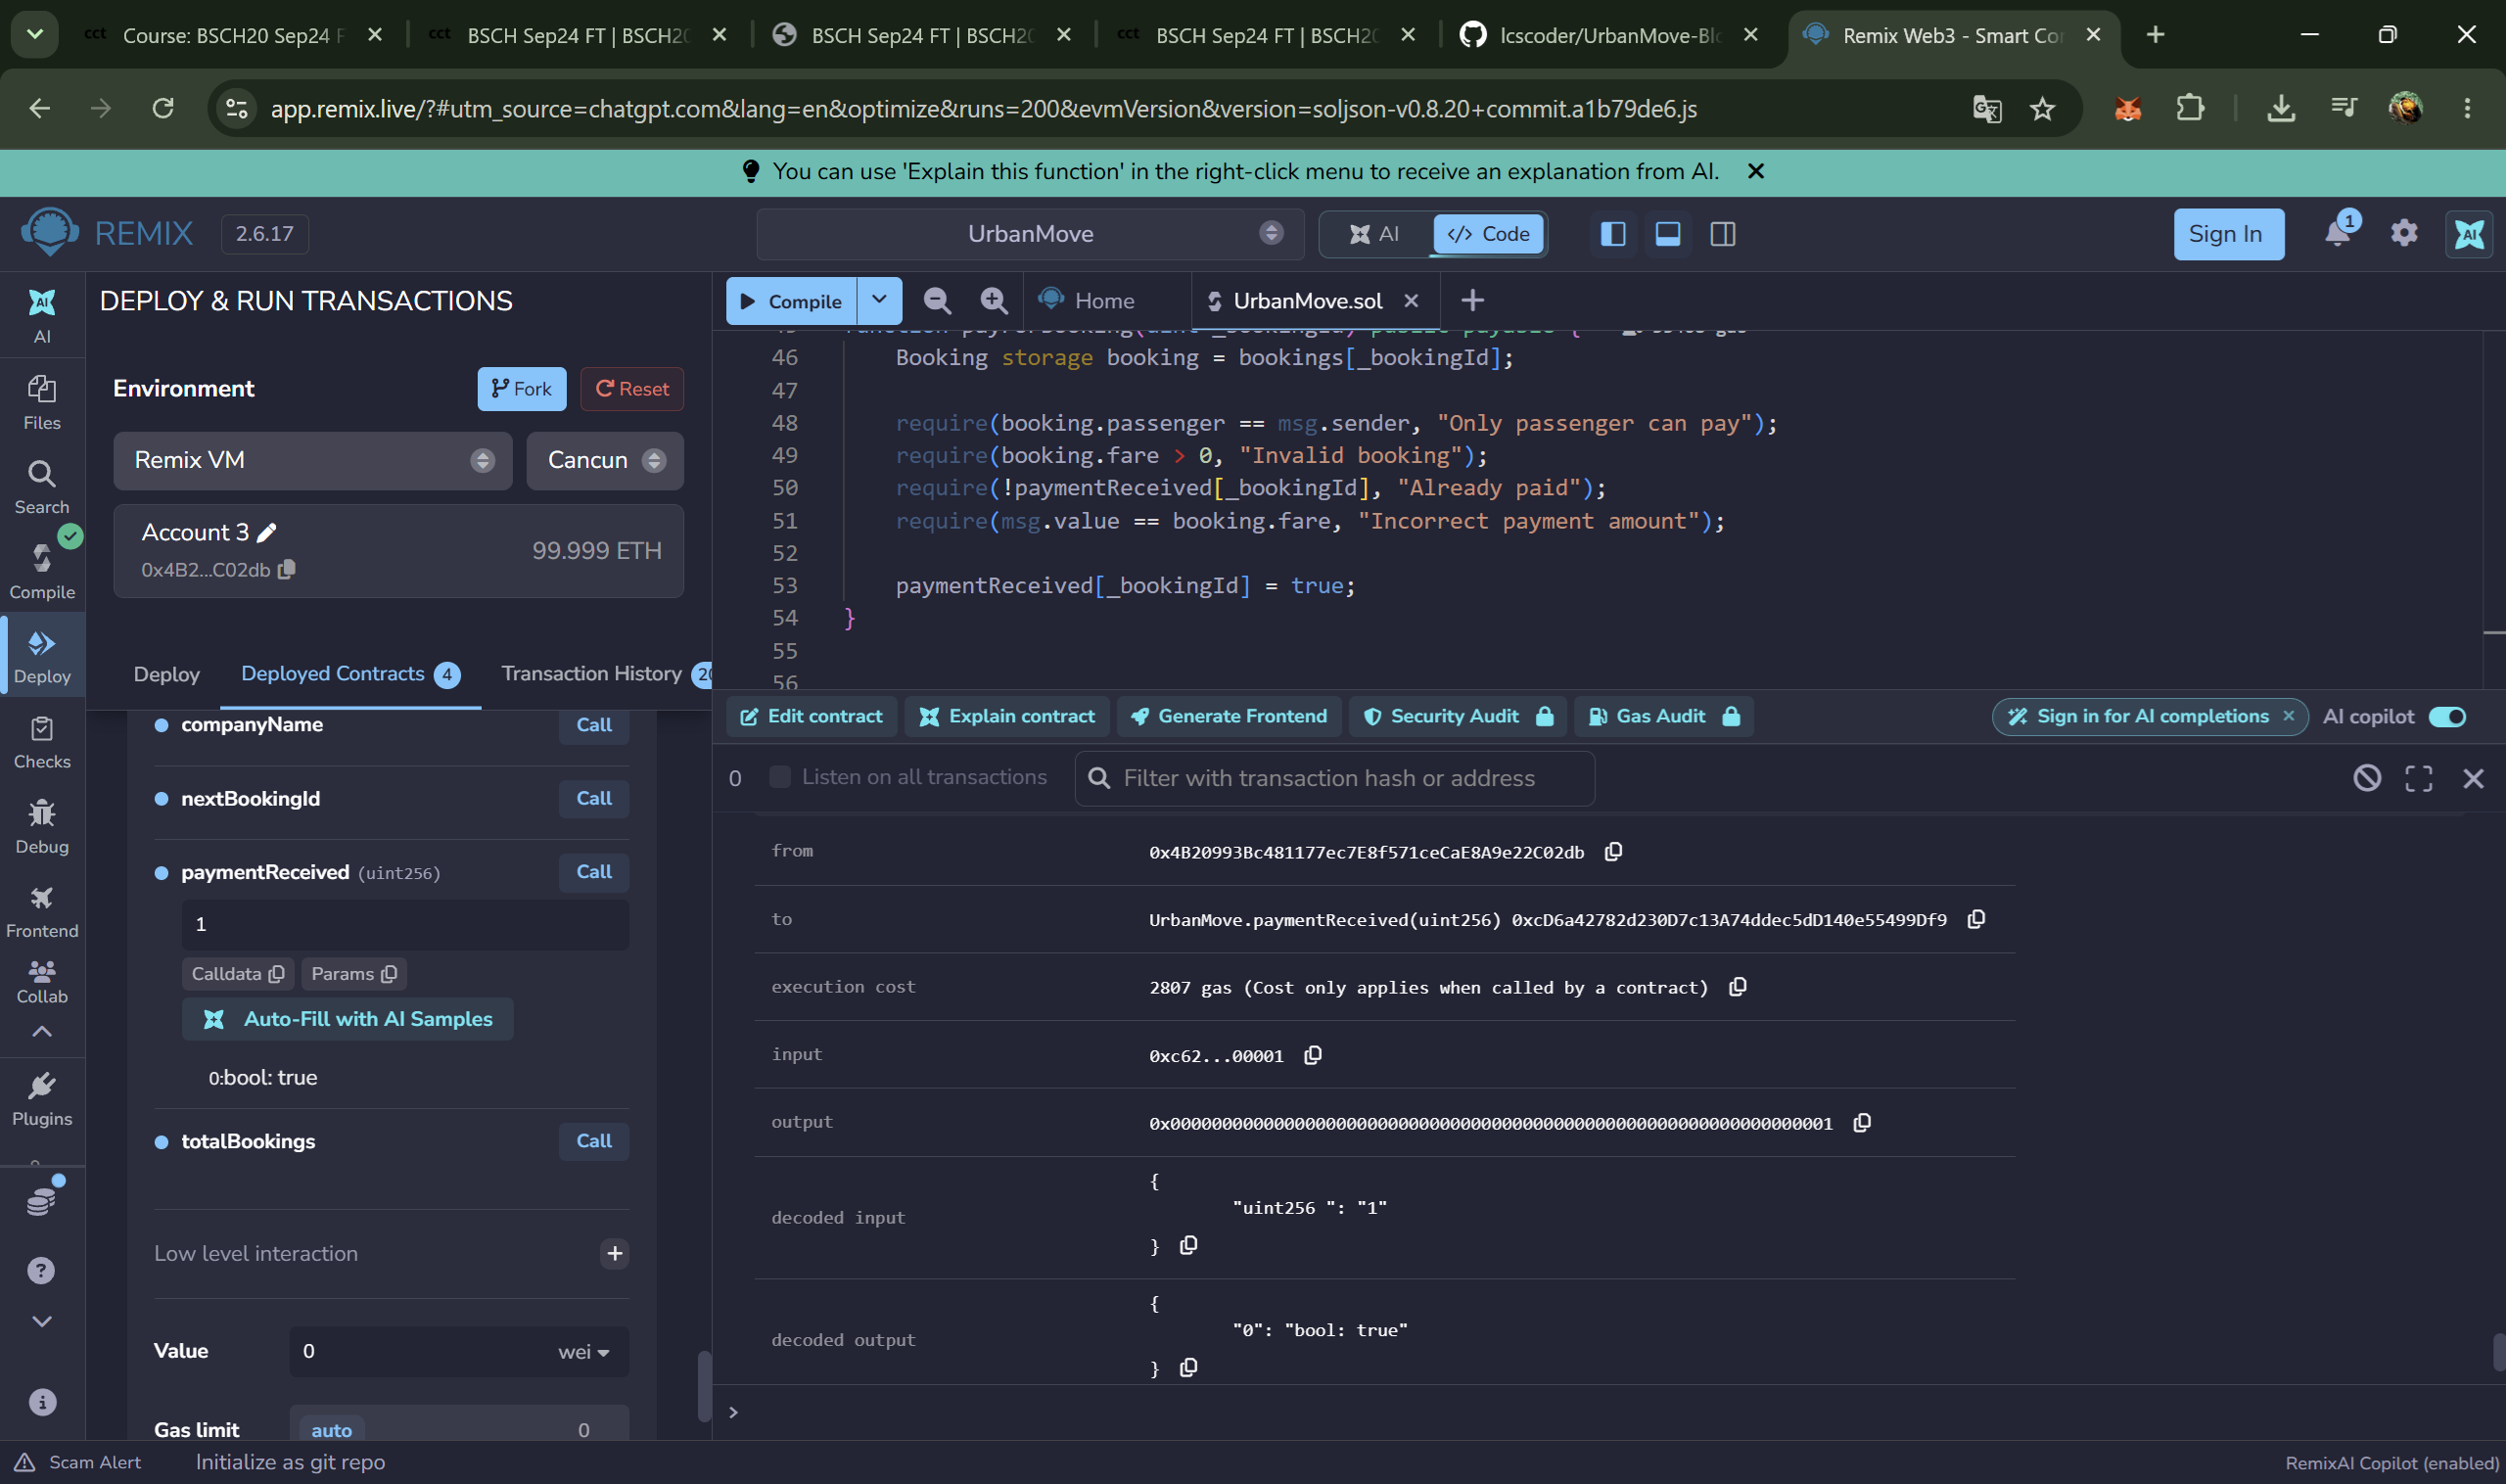 Course: BSCH20 Sep24 F
BSCH Sep24 FT | BSCH20
BSCH Sep24 FT | BSCH20
BSCH Sep24 FT | BSCH20
lcscoder/UrbanMove-Blo
Remix Web3 - Smart Con
app.remix.live/?#utm_source=chatgpt.com&lang=en&optimize&runs=200&evmVersion&version=soljson-v0.8.20+commit.a1b79de6.js
You can use 'Explain this function' in the right-click menu to receive an explanation from AI.
REMIX
2.6.17
UrbanMove
AI
</> Code
Sign In
1
AI
AI
AI
Files
Search
Compile
Deploy
Checks
Debug
Frontend
Collab
Plugins
DEPLOY & RUN TRANSACTIONS
Environment
Fork
Reset
Remix VM
Cancun
Account 3
99.999 ETH
0x4B2...C02db
Deploy
Deployed Contracts 4
Transaction History 20
companyName
Call
nextBookingId
Call
paymentReceived (uint256)
Call
1
Calldata
Params
Auto-Fill with AI Samples
0:bool: true
totalBookings
Call
Low level interaction
Value
0
wei
Gas limit
auto
0
Compile
Home
UrbanMove.sol
46 Booking storage booking = bookings[_bookingId];
47
48 require(booking.passenger == msg.sender, "Only passenger can pay");
49 require(booking.fare > 0, "Invalid booking");
50 require(!paymentReceived[_bookingId], "Already paid");
51 require(msg.value == booking.fare, "Incorrect payment amount");
52
53 paymentReceived[_bookingId] = true;
54 }
55
56
Edit contract
Explain contract
Generate Frontend
Security Audit
Gas Audit
Sign in for AI completions
AI copilot
0
Listen on all transactions
Filter with transaction hash or address
from 0x4B20993Bc481177ec7E8f571ceCaE8A9e22C02db
to UrbanMove.paymentReceived(uint256) 0xcD6a42782d230D7c13A74ddec5dD140e55499Df9
execution cost 2807 gas (Cost only applies when called by a contract)
input 0xc62...00001
output 0x0000000000000000000000000000000000000000000000000000000000000001
{
"uint256 ": "1"
decoded input
}
{
"0": "bool: true"
decoded output
}
>
Scam Alert
Initialize as git repo
RemixAI Copilot (enabled)